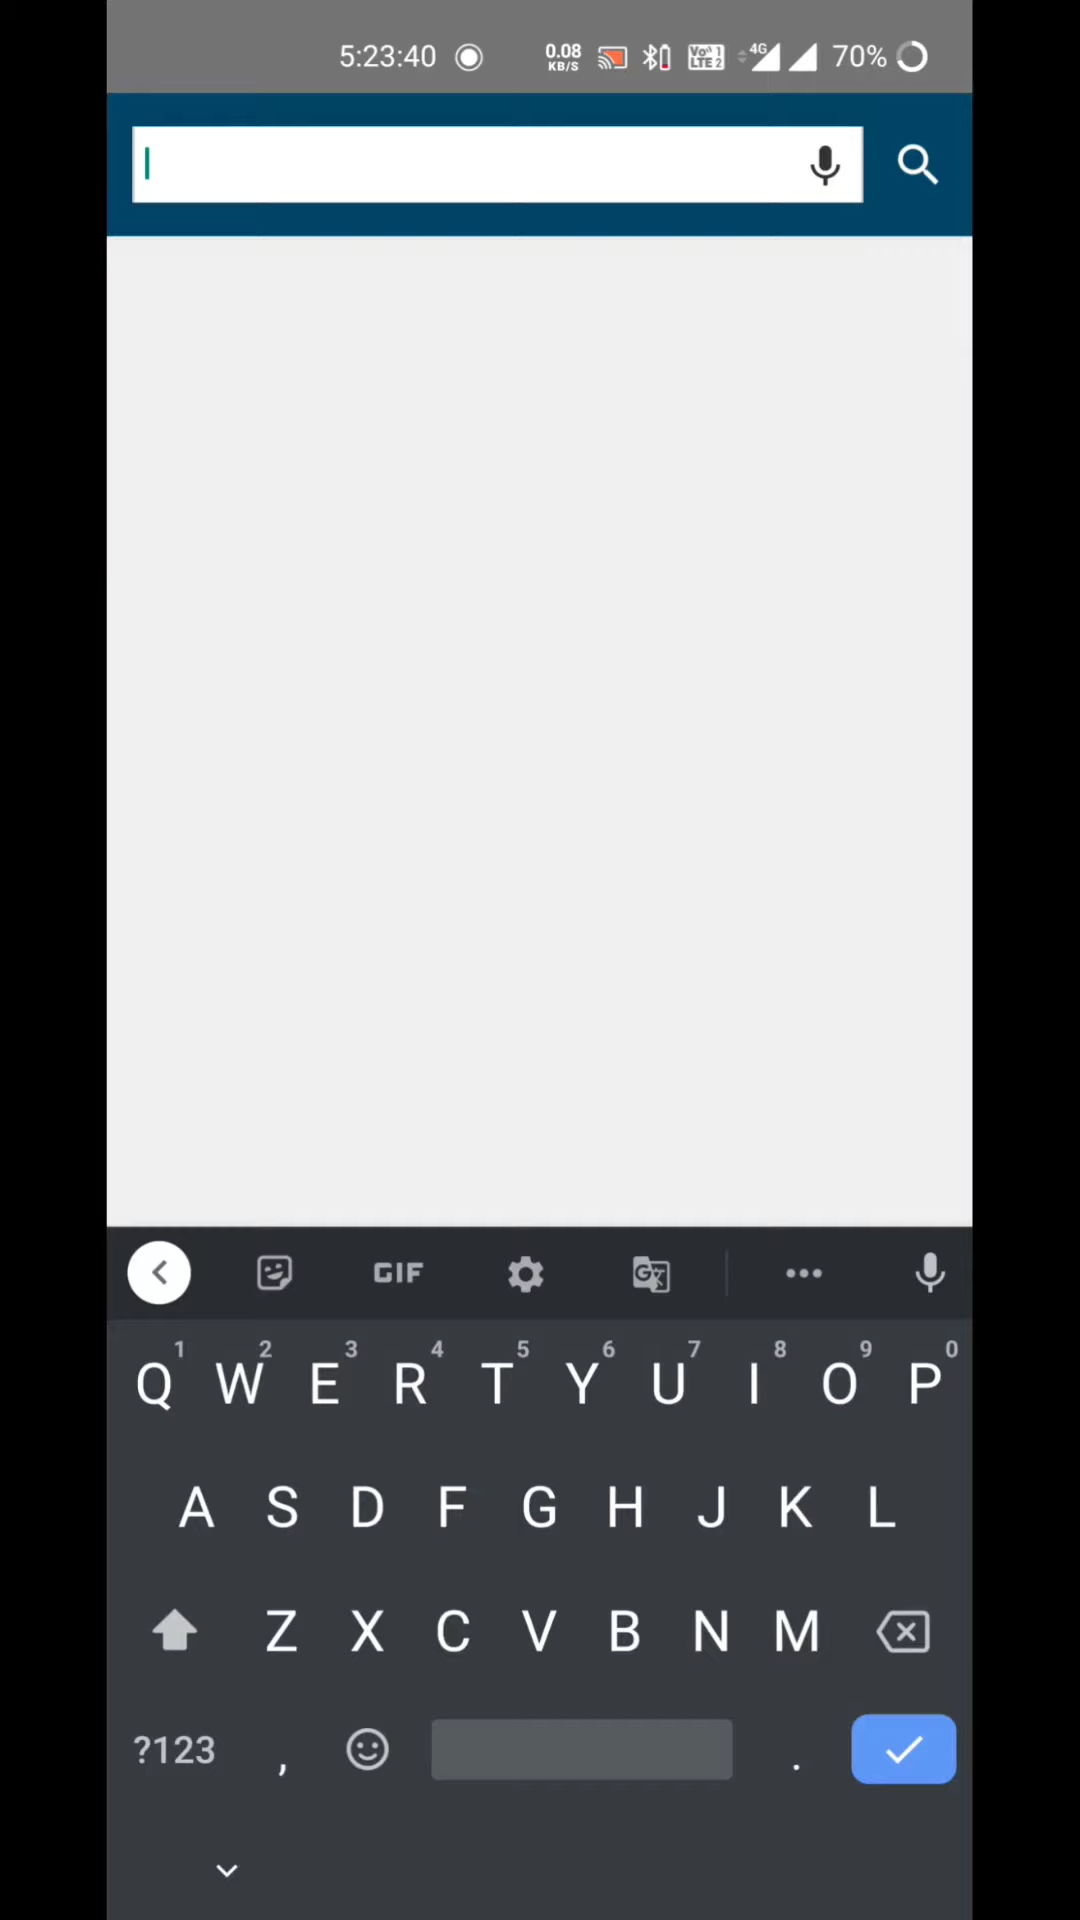 5:23:40 0.08 KB/S Vo 1 LTE 2 4G 70%
GIF
1 2 3 4 5 6 7 8 9 0
Q W E R T Y U I O P
A S D F G H J K L
Z X C V B N M
?123 , .